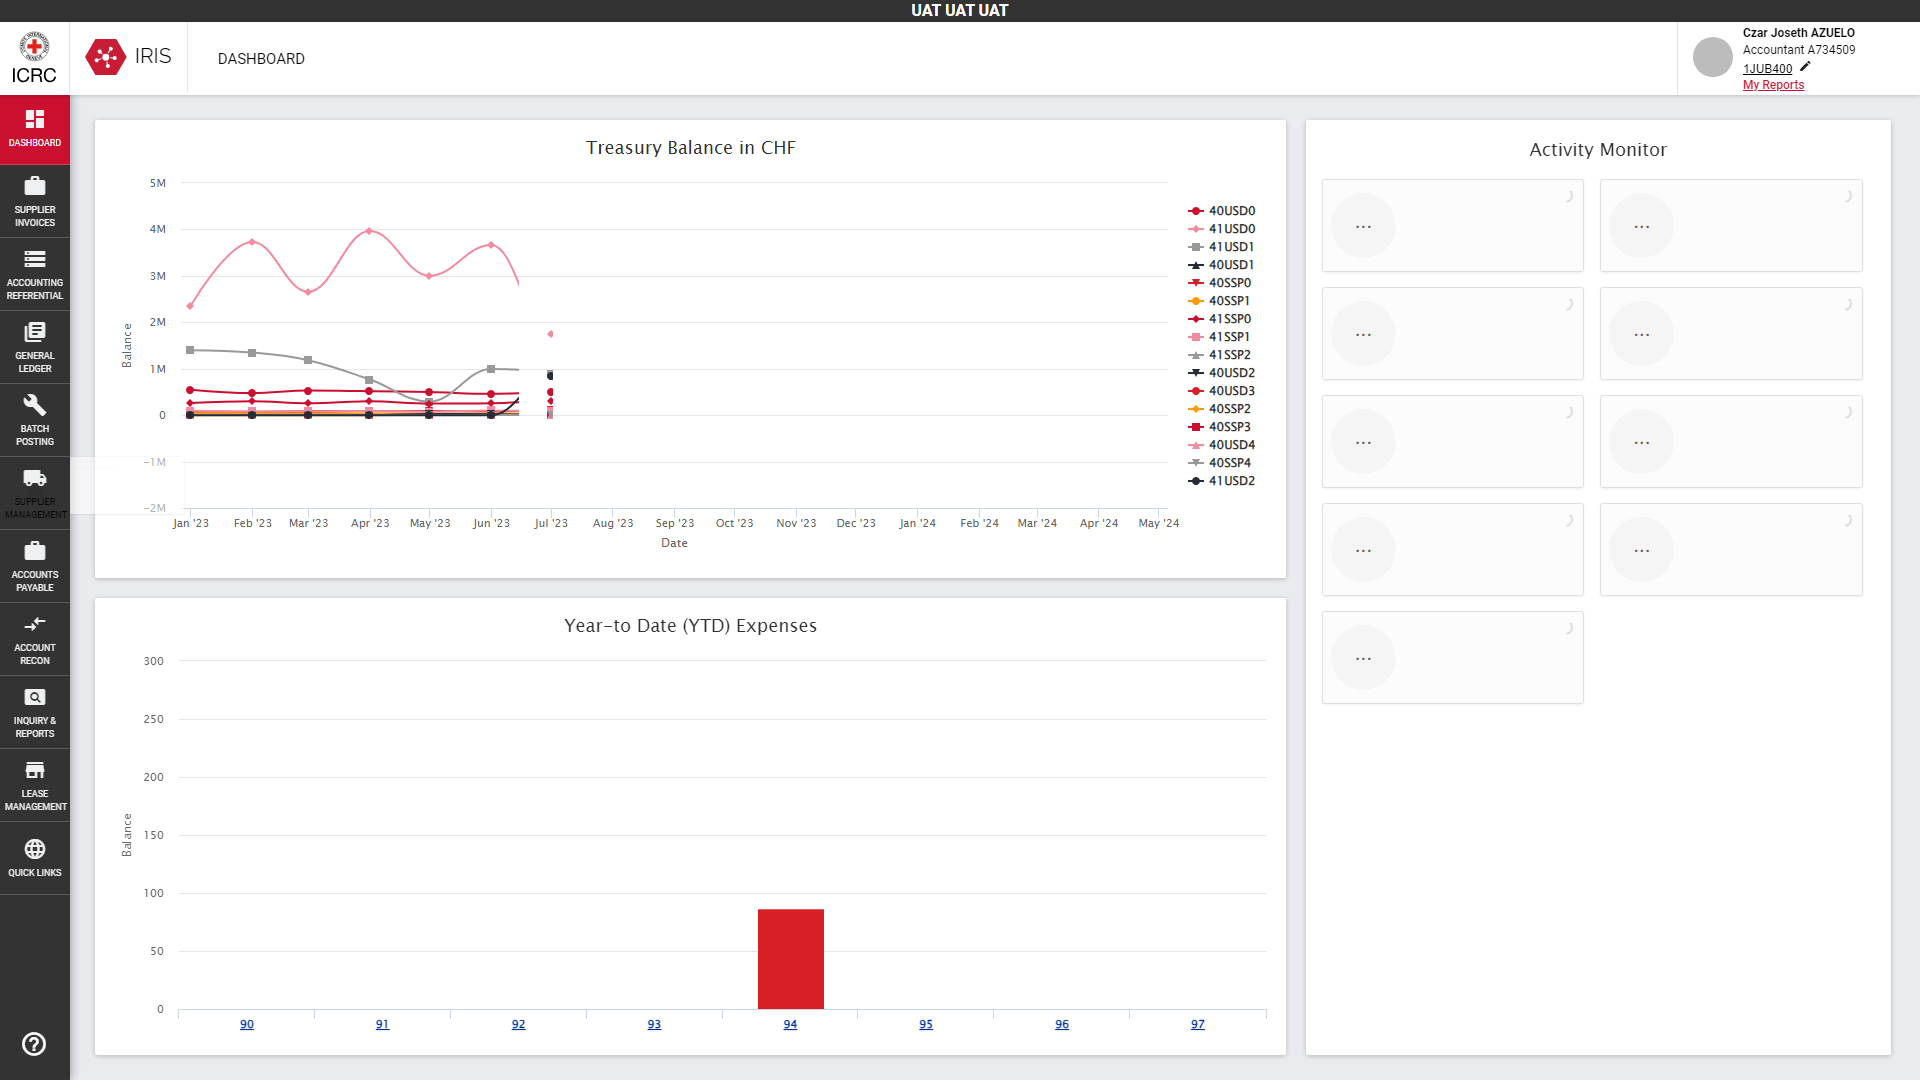 UAT UAT UAT
ICRC
IRIS
DASHBOARD
Czar Joseth AZUELO
Accountant A734509
1JUB400
My Reports
DASHBOARD
SUPPLIER
INVOICES
ACCOUNTING
REFERENTIAL
GENERAL
LEDGER
BATCH
POSTING
SUPPLIER
MANAGEMENT
ACCOUNTS
PAYABLE
ACCOUNT
RECON
INQUIRY &
REPORTS
LEASE
MANAGEMENT
QUICK LINKS
Treasury Balance in CHF
Balance
5M
4M
3M
2M
1M
0
-1M
-2M
Jan '23
Feb '23
Mar '23
Apr '23
May '23
Jun '23
Jul '23
Aug '23
Sep '23
Oct '23
Nov '23
Dec '23
Jan '24
Feb '24
Mar '24
Apr '24
May '24
Date
40USD0
41USD0
41USD1
40USD1
40SSP0
40SSP1
41SSP0
41SSP1
41SSP2
40USD2
40USD3
40SSP2
40SSP3
40USD4
40SSP4
41USD2
Year-to Date (YTD) Expenses
Balance
300
250
200
150
100
50
0
90
91
92
93
94
95
96
97
Activity Monitor
...
...
...
...
...
...
...
...
...